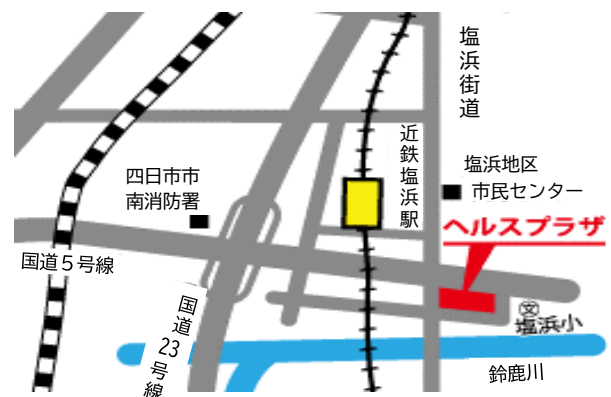 塩浜街道
近鉄塩浜駅
塩浜地区
市民センター
四日市市
南消防署
ヘルスプラザ
国道5号線
国道23号線
文
塩浜小
鈴鹿川